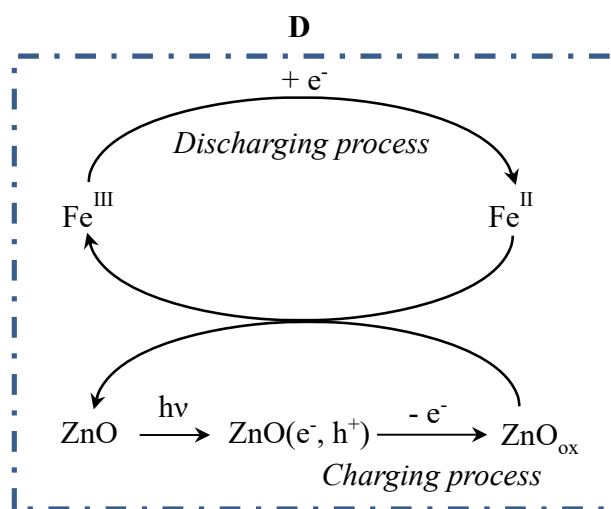 D
+ e⁻
Discharging process
Feᴵᴵᴵ Feᴵᴵ
hν - e⁻
ZnO ZnO(e⁻, h⁺) ZnOₒₓ
Charging process